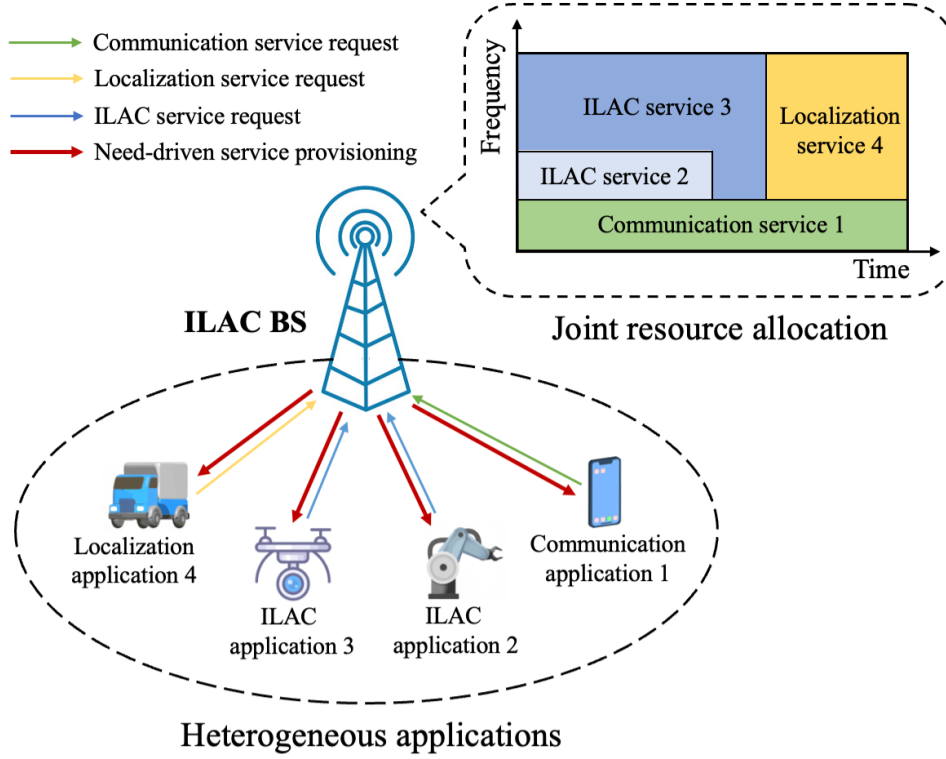 Communication service request
Localization service request
ILAC service request
Need-driven service provisioning
Frequency
ILAC service 3
Localization
service 4
ILAC service 2
Communication service 1
Time
Joint resource allocation
ILAC BS
Localization
application 4
ILAC
application 3
ILAC
application 2
Communication
application 1
Heterogeneous applications